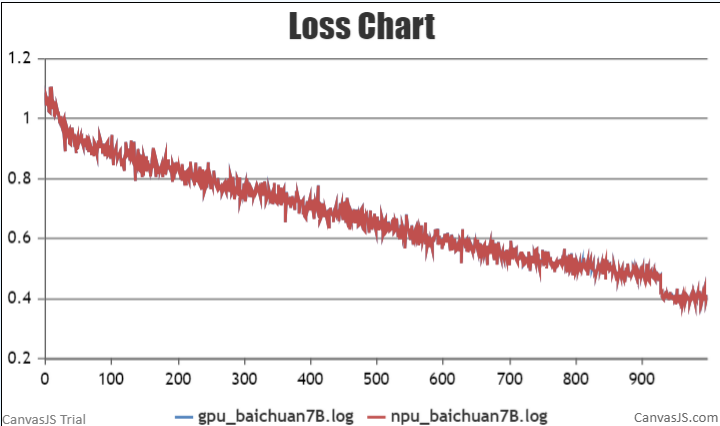 Loss Chart
1.2
1
0.8
0.6
0.4
0.2
0 100 200 300 400 500 600 700 800 900
gpu_baichuan7B.log npu_baichuan7B.log
CanvasJS Trial CanvasJS.com